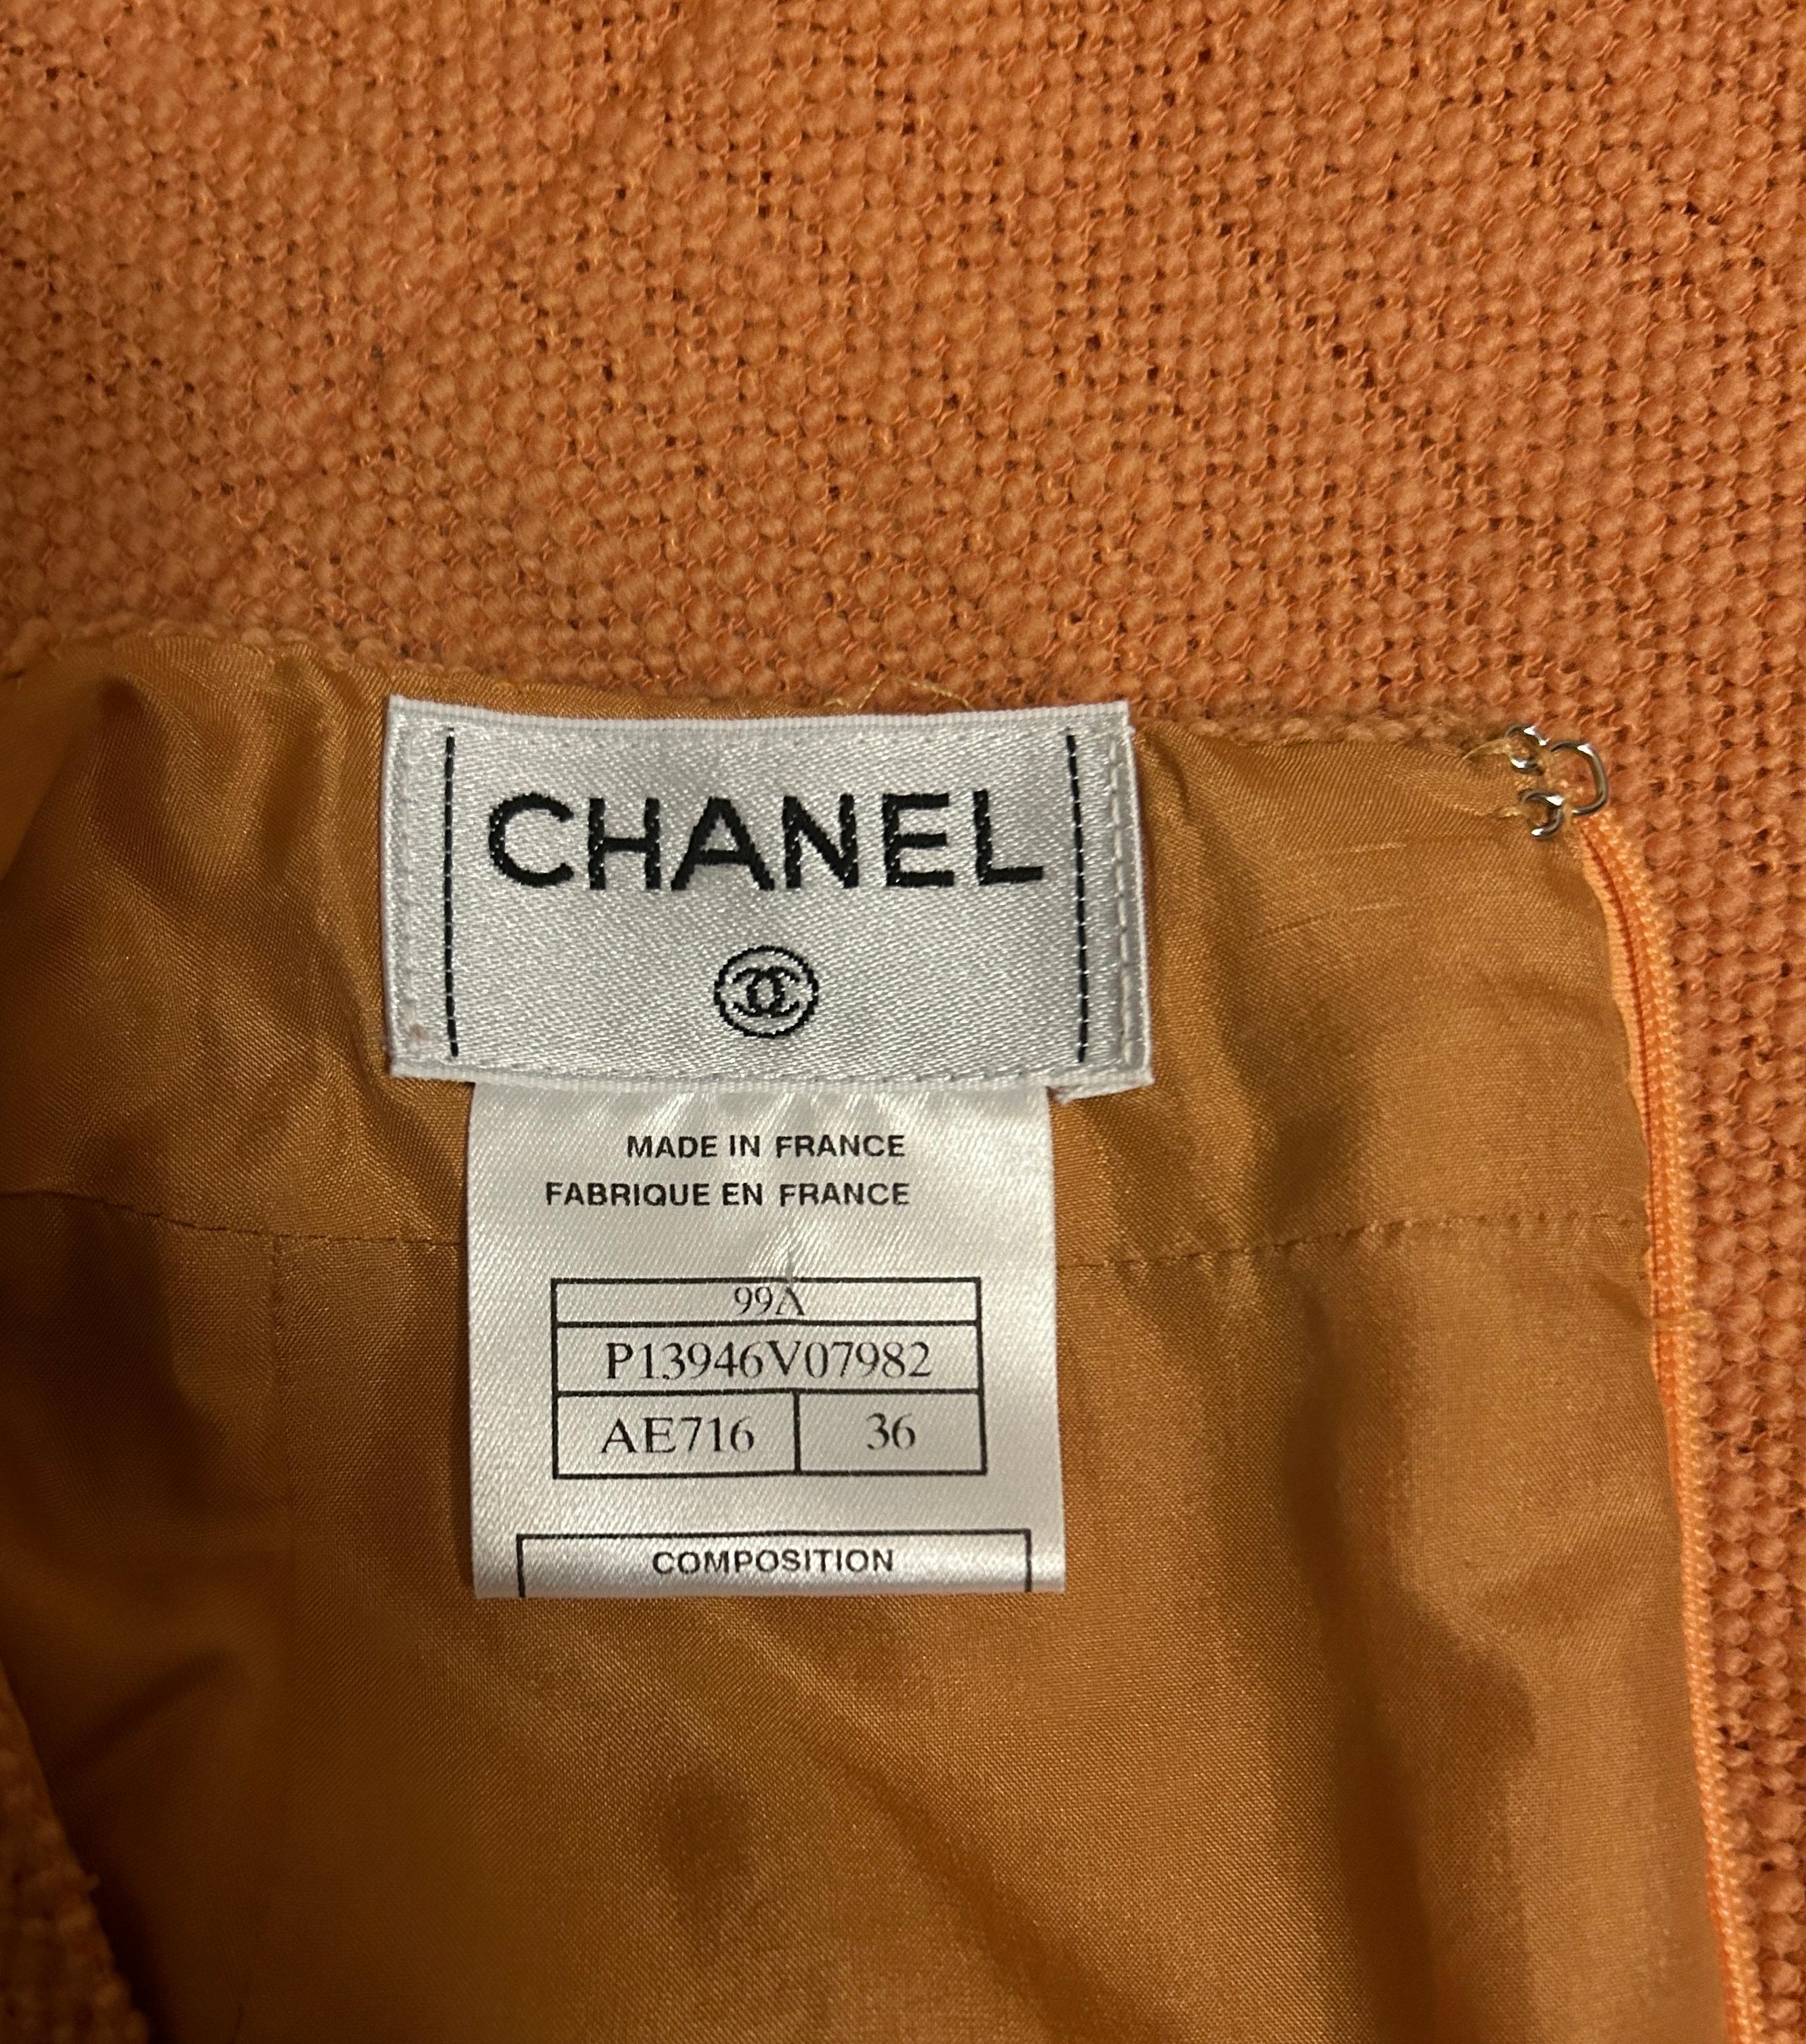 CHANEL
MADE IN FRANCE
FABRIQUE EN FRANCE
99A
P13946V07982
AE716 36
COMPOSITION